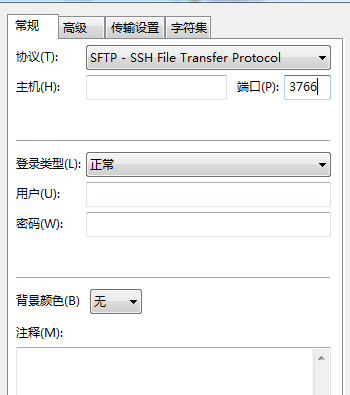 常规 高级 传输设置 字符集
协议(T): SFTP - SSH File Transfer Protocol
主机(H): 端口(P): 3766
登录类型(L): 正常
用户(U):
密码(W):
背景颜色(B) 无
注释(M):